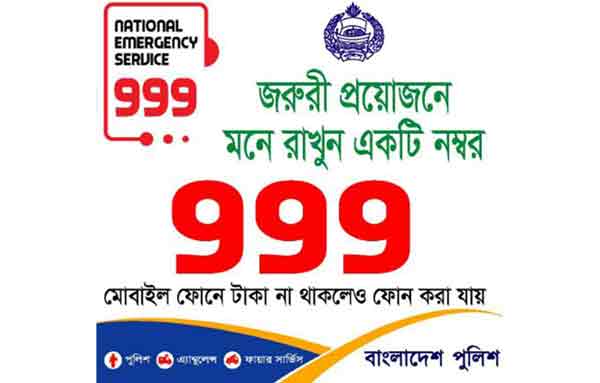 NATIONAL
EMERGENCY
SERVICE
999
জরুরী প্রয়োজনে
মনে রাখুন একটি নম্বর
999
মোবাইল ফোনে টাকা না থাকলেও ফোন করা যায়
পুলিশ এ্যাম্বুলেন্স ফায়ার সার্ভিস
বাংলাদেশ পুলিশ